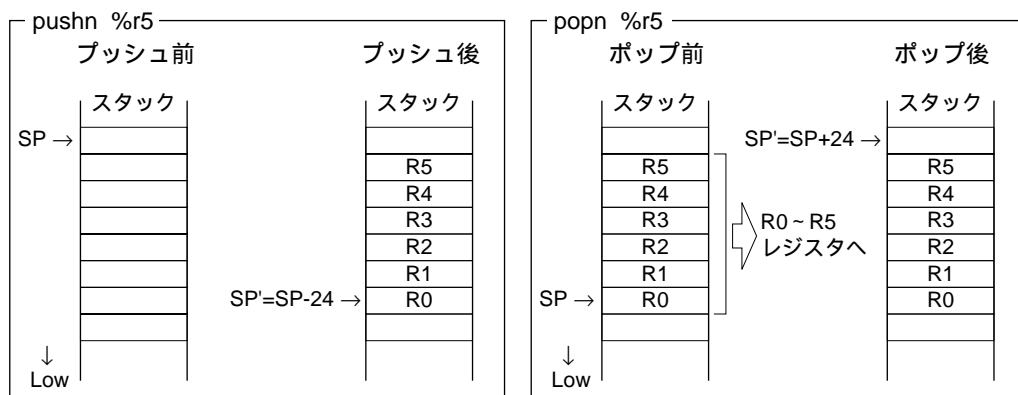 pushn %r5
プッシュ前
プッシュ後
スタック
スタック
SP →
R5
R4
R3
R2
R1
SP'=SP-24 →
R0
↓
Low
popn %r5
ポップ前
ポップ後
スタック
スタック
SP'=SP+24 →
R5
R5
R4
R4
R3
R3
R0 ~ R5
レジスタへ
R2
R2
R1
R1
SP →
R0
R0
↓
Low